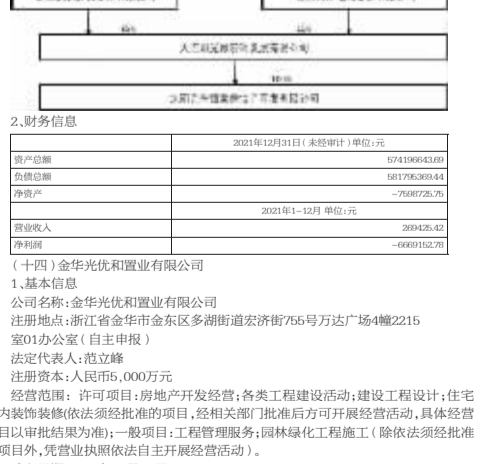 2、财务信息
2021年12月31日(未经审计)单位:元
资产总额 574196643.69
负债总额 581795369.44
净资产 -7598725.75
2021年1-12月 单位:元
营业收入 269425.42
净利润 -6669152.78
(十四)金华光优和置业有限公司
1、基本信息
公司名称:金华光优和置业有限公司
注册地点:浙江省金华市金东区多湖街道宏济街755号万达广场4幢2215
室01办公室(自主申报)
法定代表人:范立峰
注册资本:人民币5,000万元
经营范围: 许可项目:房地产开发经营;各类工程建设活动;建设工程设计;住宅
内装饰装修(依法须经批准的项目,经相关部门批准后方可开展经营活动,具体经营
目以审批结果为准);一般项目:工程管理服务;园林绿化工程施工(除依法须经批准
项目外,凭营业执照依法自主开展经营活动)。